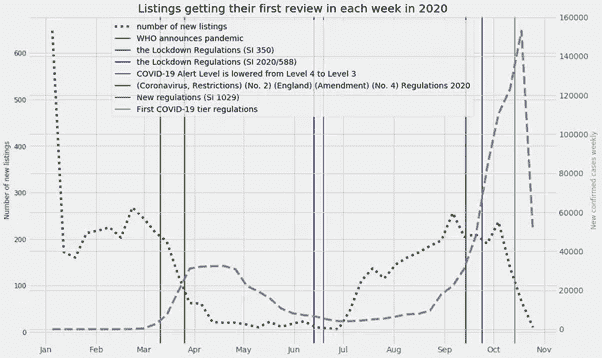 Listings getting their first review in each week in 2020
number of new listings
WHO announces pandemic
the Lockdown Regulations (SI 350)
the Lockdown Regulations (SI 2020/588)
COVID-19 Alert Level is lowered from Level 4 to Level 3
(Coronavirus, Restrictions) (No. 2) (England) (Amendment) (No. 4) Regulations 2020
New regulations (SI 1029)
First COVID-19 tier regulations
Number of new listings
600
500
400
300
200
100
0
160000
140000
120000
100000
80000
60000
40000
20000
0
New confirmed cases weekly
Jan Feb Mar Apr May Jun Jul Aug Sep Oct Nov